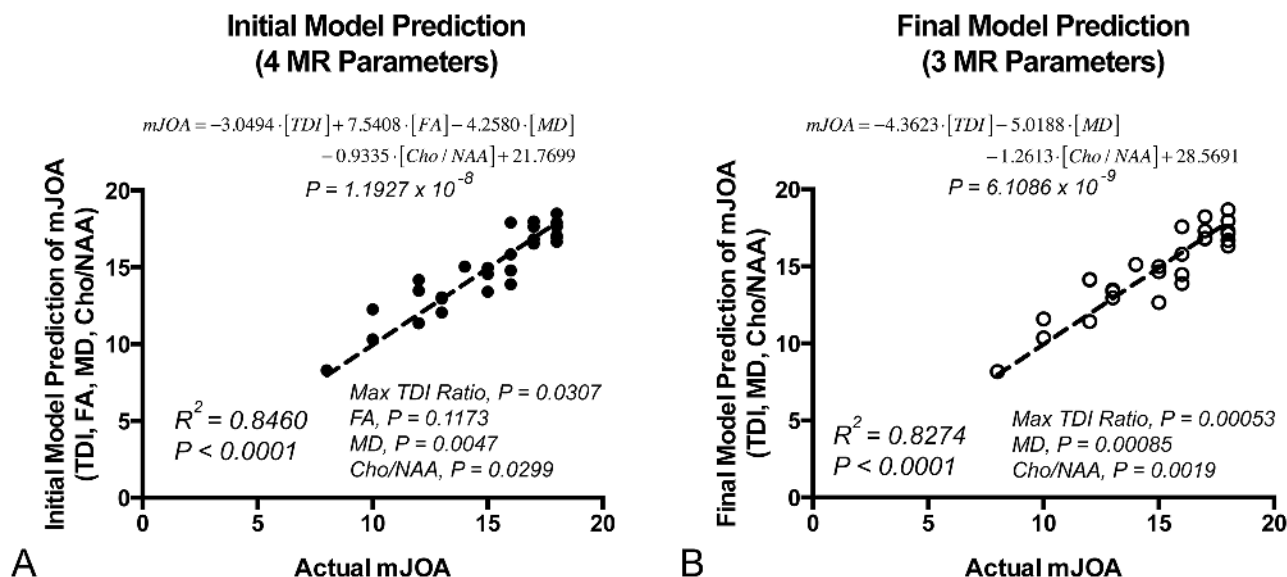 Initial Model Prediction
(4 MR Parameters)
mJOA = −3.0494 · [TDI] + 7.5408 · [FA] − 4.2580 · [MD]
− 0.9335 · [Cho / NAA] + 21.7699
P = 1.1927 x 10^-8
Initial Model Prediction of mJOA
(TDI, FA, MD, Cho/NAA)
20
15
10
5
0
R^2 = 0.8460
P < 0.0001
Max TDI Ratio, P = 0.0307
FA, P = 0.1173
MD, P = 0.0047
Cho/NAA, P = 0.0299
0 5 10 15 20
Actual mJOA
A
Final Model Prediction
(3 MR Parameters)
mJOA = −4.3623 · [TDI] − 5.0188 · [MD]
−1.2613 · [Cho / NAA] + 28.5691
P = 6.1086 x 10^-9
Final Model Prediction of mJOA
(TDI, MD, Cho/NAA)
20
15
10
5
0
R^2 = 0.8274
P < 0.0001
Max TDI Ratio, P = 0.00053
MD, P = 0.00085
Cho/NAA, P = 0.0019
0 5 10 15 20
Actual mJOA
B